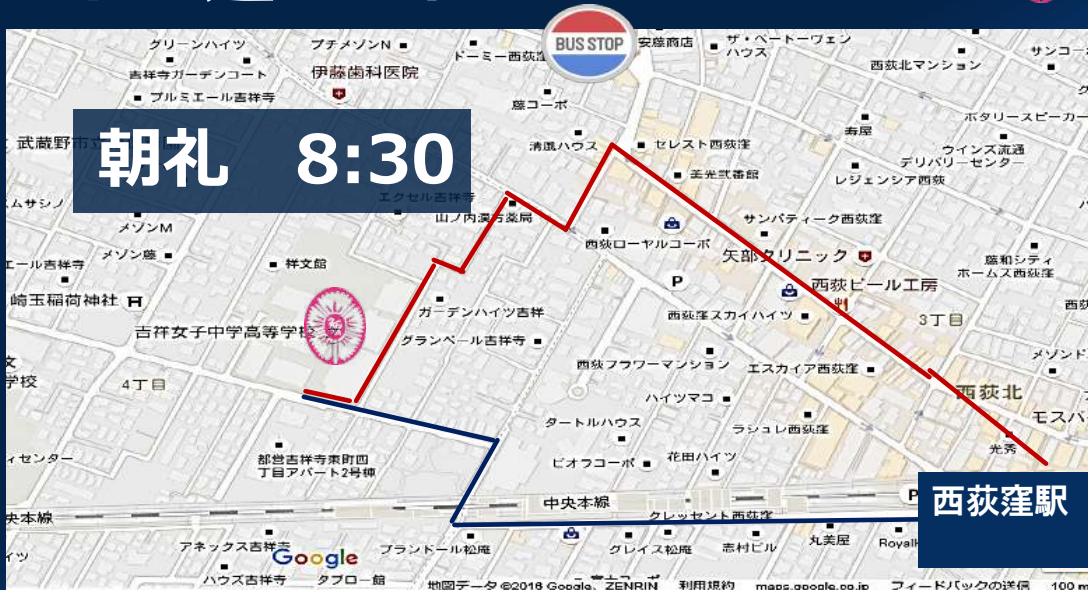 BUS STOP
グリーンハイツ
プチメゾンN
ドーミー西荻窪
安藤商店
ザ・ベートーヴェン
ハウス
西荻北マンション
吉祥寺ガーデンコート
伊藤歯科医院
プルミエール吉祥寺
藤コーポ
ボタリースピーカー
朝礼 8:30
清風ハウス
セレスト西荻窪
寿屋
ウインズ流通
デリバリーセンター
美光弐番館
レジェンシア西荻
エクセル吉祥寺
山ノ内漢方薬局
サンパティーク西荻窪
メゾンM
西荻ローヤルコーポ
メゾン藤
祥文館
矢部クリニック
藤和シティ
ホームズ西荻窪
エール吉祥寺
P
西荻ビール工房
崎玉稲荷神社
ガーデンハイツ吉祥
西荻窪スカイハイツ
3丁目
吉祥女子中学高等学校
グランベール吉祥寺
西荻フラワーマンション
エスカイア西荻窪
学校
4丁目
西荻北
ハイツマコ
モスバ
タートルハウス
ラシュレ西荻窪
光秀
ィセンター
都営吉祥寺東町四
丁目アパート2号棟
ビオラコーポ
花田ハイツ
西荻窪駅
中央本線
P
央本線
クレッセント西荻窪
アネックス吉祥寺
ブランドール松庵
グレイス松庵
志村ビル
丸美屋
Google
ハウズ吉祥寺
タブロー館
地図データ ©2016 Google、ZENRIN
利用規約
maps.google.co.jp
フィードバックの送信
100 m